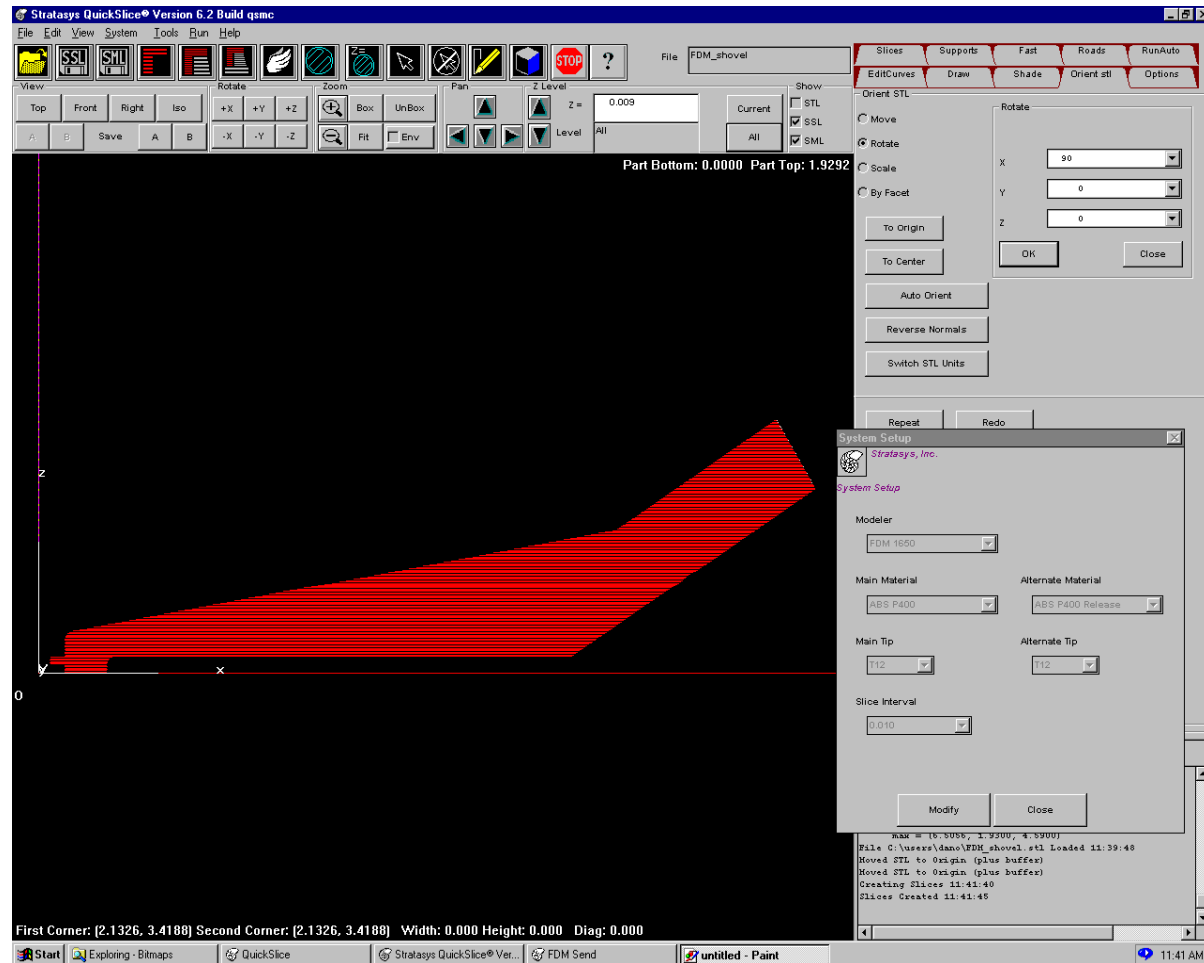 Stratasys QuickSlice® Version 6.2 Build qsmc
File Edit View System Tools Run Help
SSL SML Z= STOP ? File FDM_shovel
View Rotate Zoom Pan Z Level Show
Top Front Right Iso +X +Y +Z Box UnBox Z = 0.009 Current STL
SSL
A B Save A B -X -Y -Z Fit Env Level All All SML
Part Bottom: 0.0000 Part Top: 1.9292
z
Y
x
0
First Corner: (2.1326, 3.4188) Second Corner: (2.1326, 3.4188) Width: 0.000 Height: 0.000 Diag: 0.000
Slices Supports Fast Roads RunAuto
EditCurves Draw Shade Orient stl Options
Orient STL
Move
Rotate
Scale
By Facet
Rotate
X 90
Y 0
Z 0
OK Close
To Origin
To Center
Auto Orient
Reverse Normals
Switch STL Units
Repeat Redo
System Setup
Stratasys, Inc.
System Setup
Modeler
FDM 1650
Main Material Alternate Material
ABS P400 ABS P400 Release
Main Tip Alternate Tip
T12 T12
Slice Interval
0.010
Modify Close
max = (6.5056, 1.9300, 4.5900)
File C:\users\dano\FDM_shovel.stl Loaded 11:39:48
Moved STL to Origin (plus buffer)
Moved STL to Origin (plus buffer)
Creating Slices 11:41:40
Slices Created 11:41:45
Start Exploring - Bitmaps QuickSlice Stratasys QuickSlice® Ver... FDM Send untitled - Paint 11:41 AM